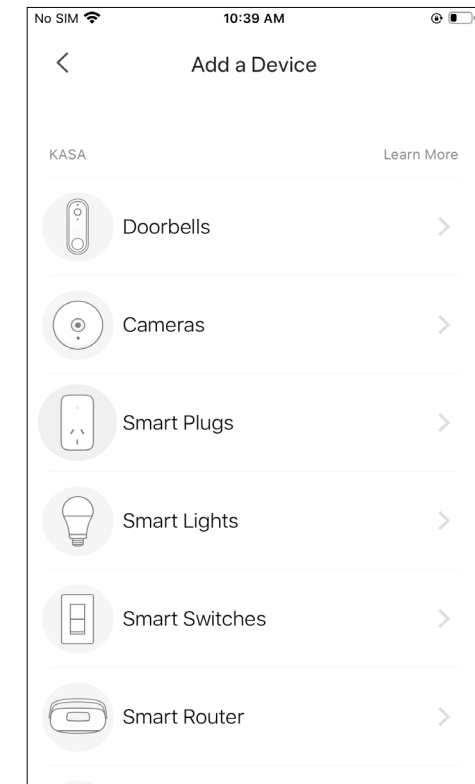 No SIM 10:39 AM
Add a Device
KASA Learn More
Doorbells
Cameras
Smart Plugs
Smart Lights
Smart Switches
Smart Router